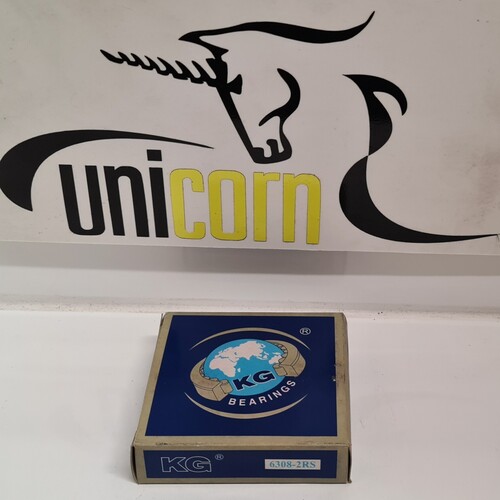 unicorn
®
KG
BEARINGS
KG®
6308-2RS